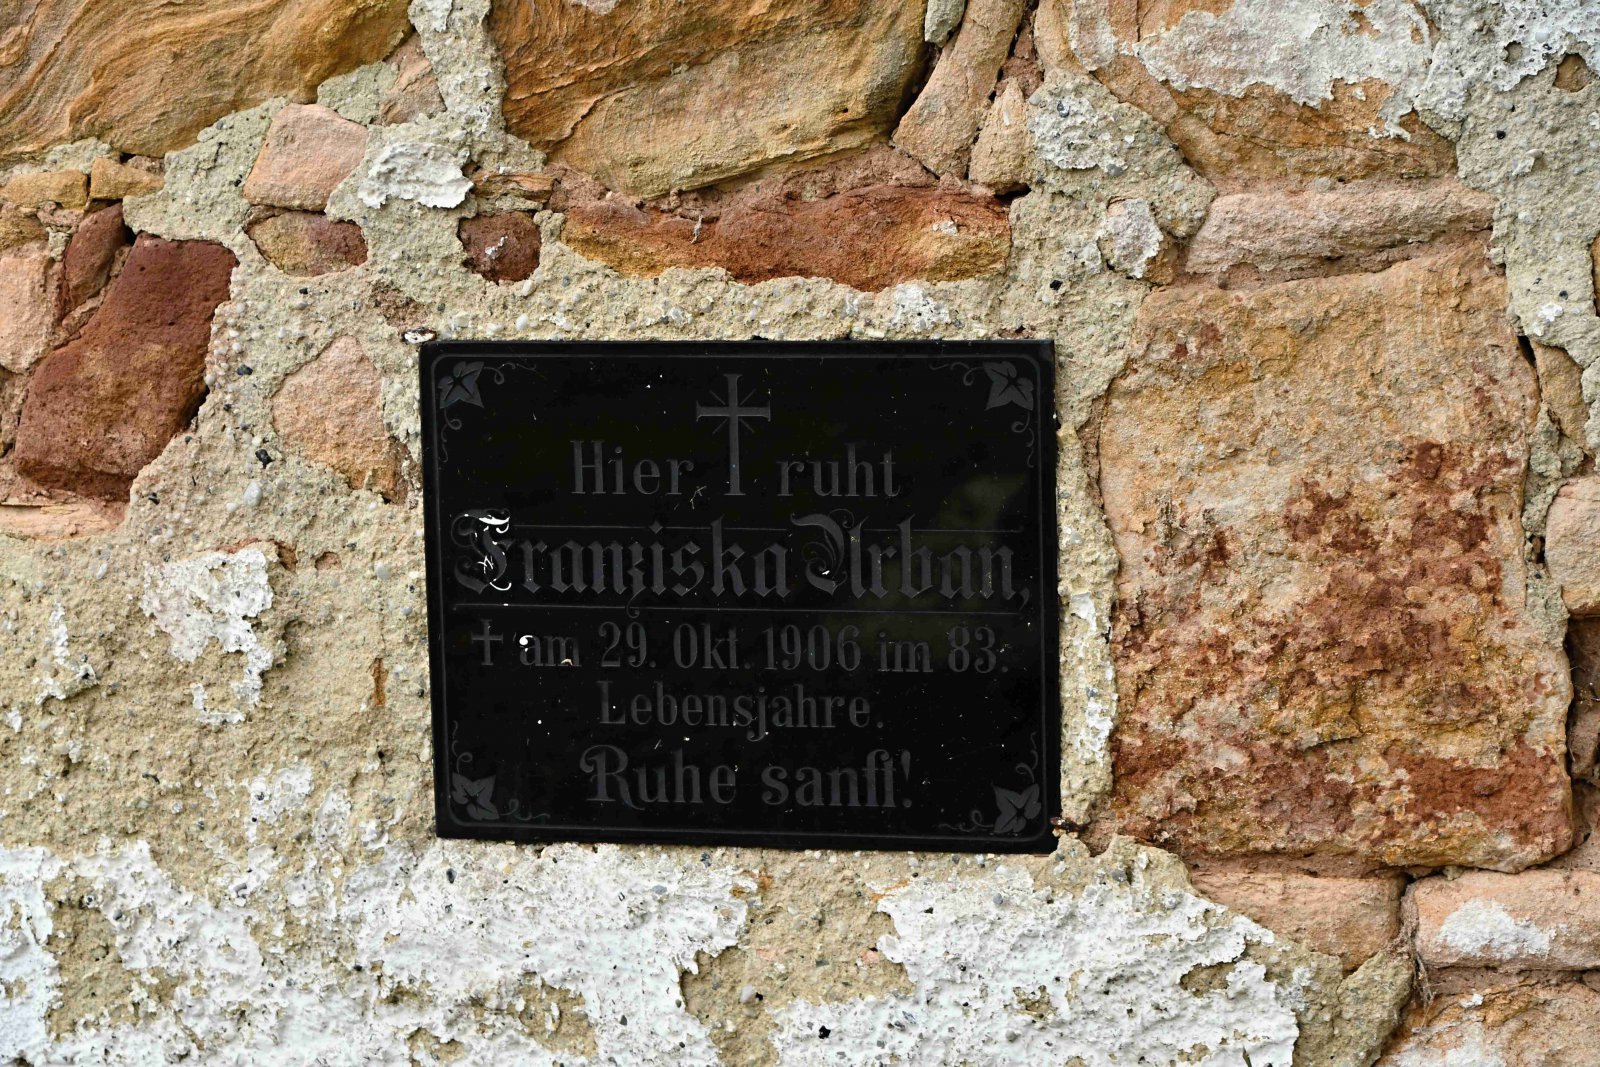 Hier ruht
Franziska Urban,
† am 29. Okt. 1906 im 83.
Lebensjahre.
Ruhe sanft!